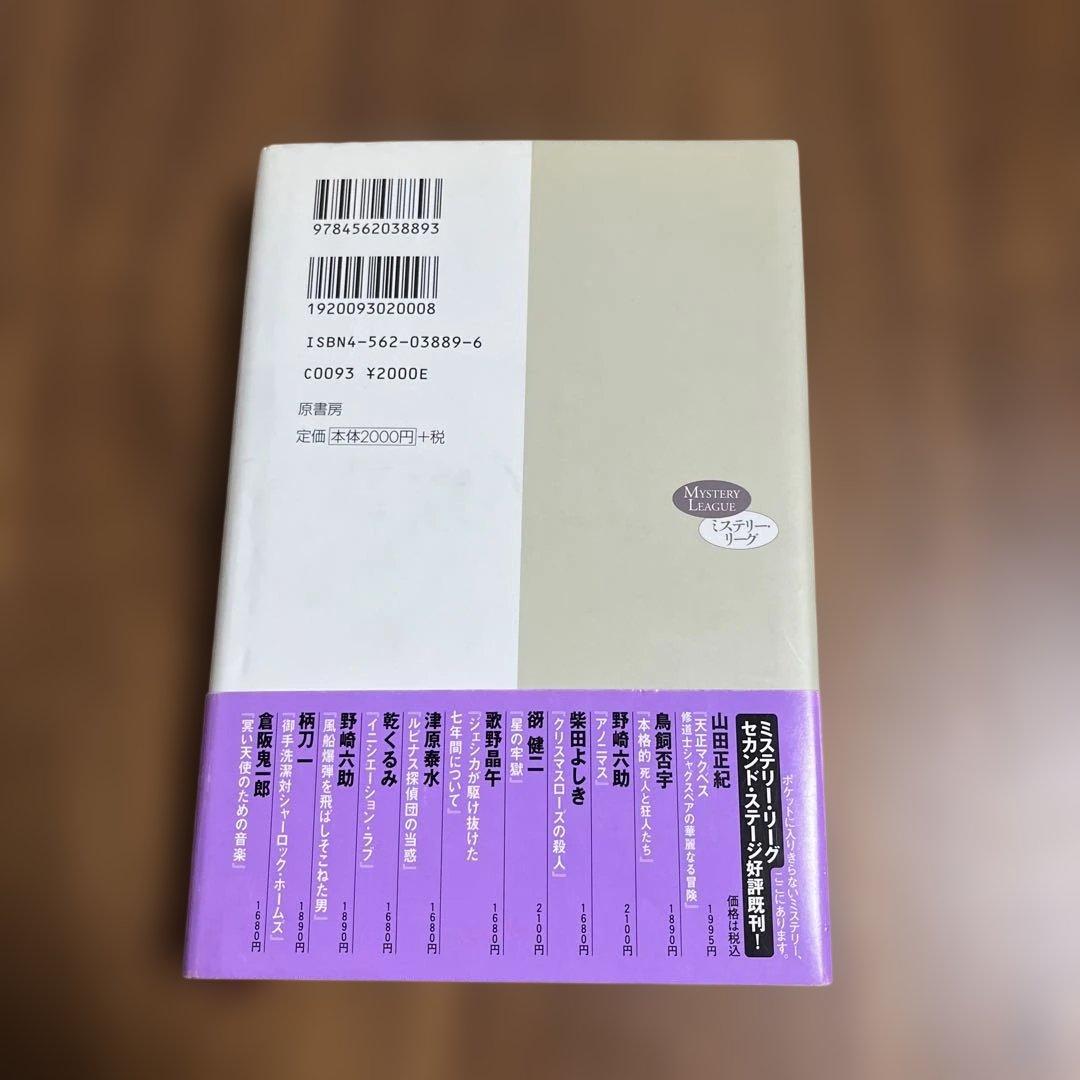 9784562038893
1920093020008
ISBN4-562-03889-6
C0093 ¥2000E
原書房
定価 本体2000円+税
MYSTERY
LEAGUE
ミステリー・
リーグ
ポケットに入りきらないミステリー、
ここにあります。
ミステリー・リーグ
セカンド・ステージ好評既刊!
価格は税込
山田正紀
『天正マクベス
修道士シャグスペアの華麗なる冒険』
1995円
鳥飼否宇
『本格的 死人と狂人たち』
1890円
野崎六助
『アノニマス』
2100円
柴田よしき
『クリスマスローズの殺人』
1680円
谺 健二
『星の牢獄』
2100円
歌野晶午
『ジェシカが駆け抜けた
七年間について』
1680円
津原泰水
『ルピナス探偵団の当惑』
1680円
乾くるみ
『イニシエーション・ラブ』
1680円
野崎六助
『風船爆弾を飛ばしそこねた男』
1890円
柄刀 一
『御手洗潔対シャーロック・ホームズ』
1890円
倉阪鬼一郎
『冥い天使のための音楽』
1680円